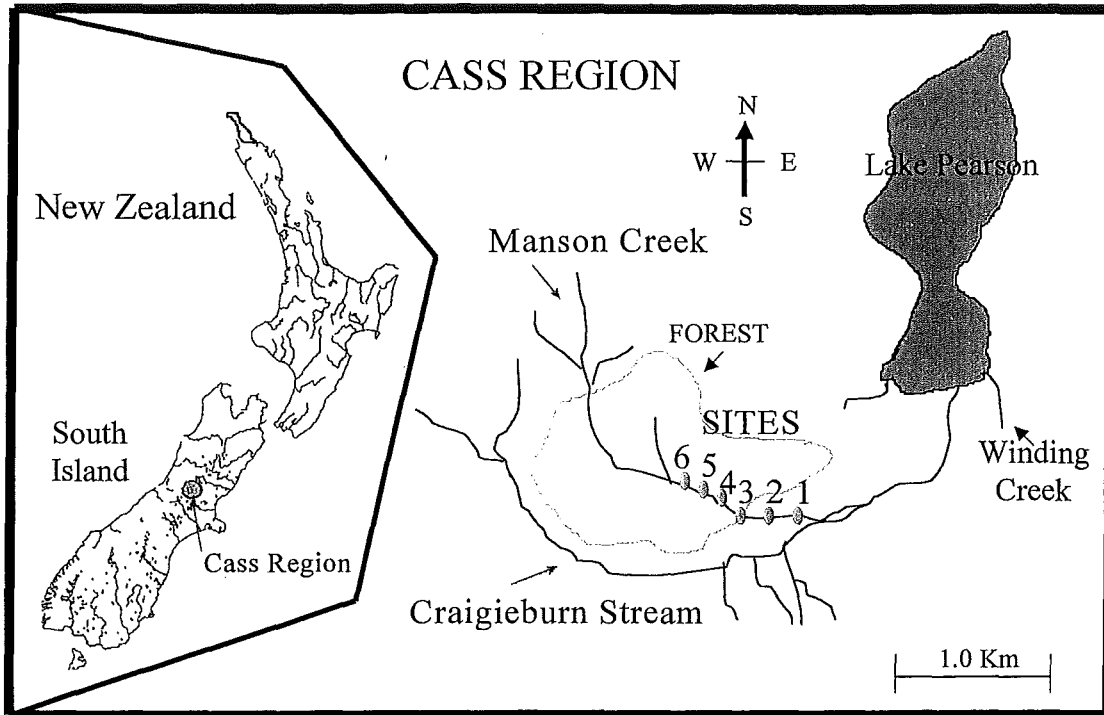 CASS REGION
New Zealand
N
W E
S
Lake Pearson
Manson Creek
FOREST
SITES
6 5 4 3 2 1
South
Island
Cass Region
Winding
Creek
Craigieburn Stream
1.0 Km